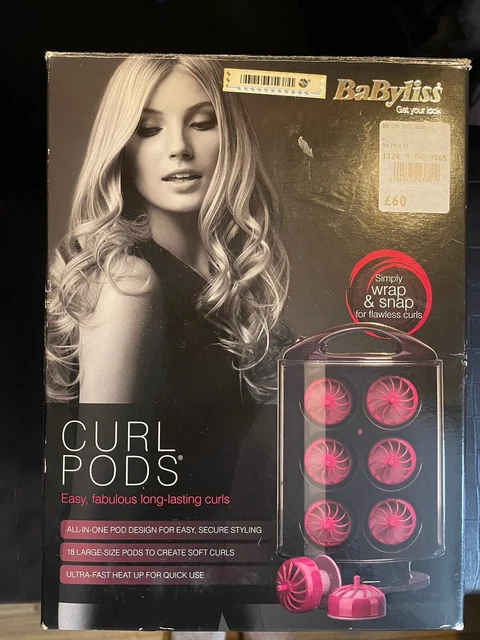 BaByliss
Get your look
94 MULTI
£60
Simply
wrap
& snap
for flawless curls
CURL
PODS®
Easy, fabulous long-lasting curls
ALL-IN-ONE POD DESIGN FOR EASY, SECURE STYLING
18 LARGE-SIZE PODS TO CREATE SOFT CURLS
ULTRA-FAST HEAT UP FOR QUICK USE